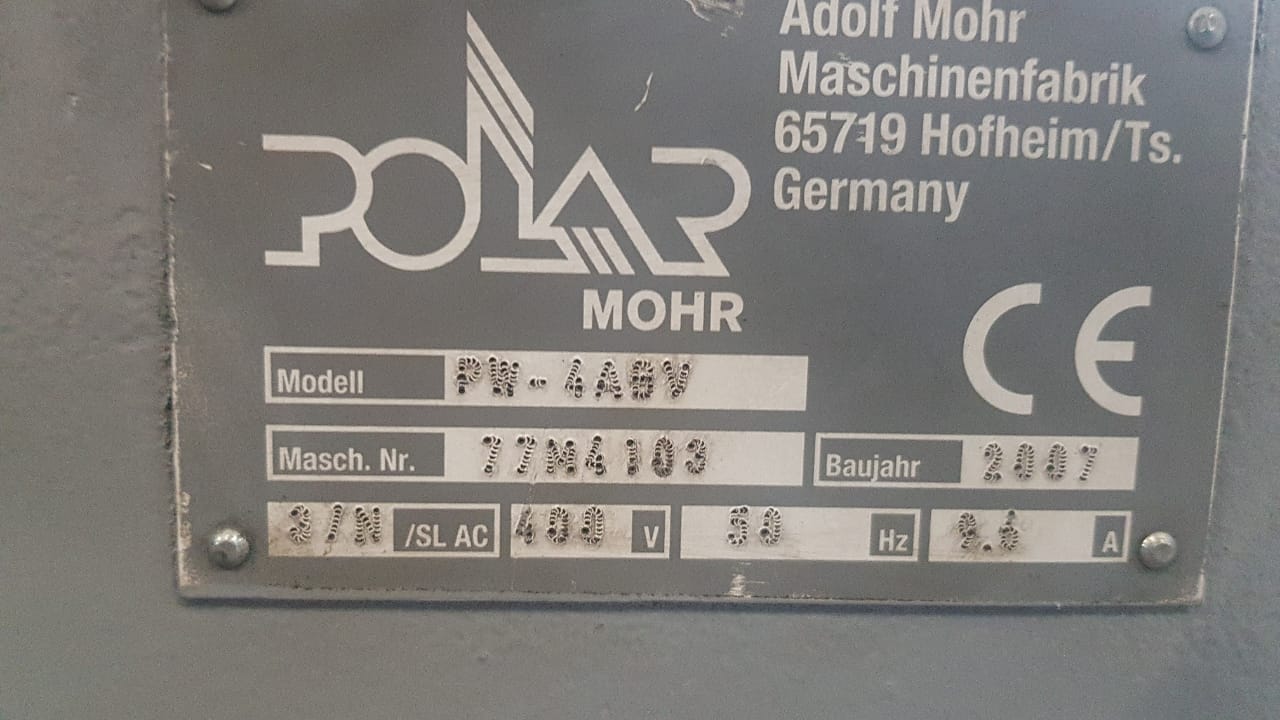 Adolf Mohr
Maschinenfabrik
65719 Hofheim/Ts.
Germany
POLAR
MOHR
CE
Modell PW-4ABV
Masch. Nr. 77M6103 Baujahr 2007
3/N /SL AC 400 V 50 Hz A